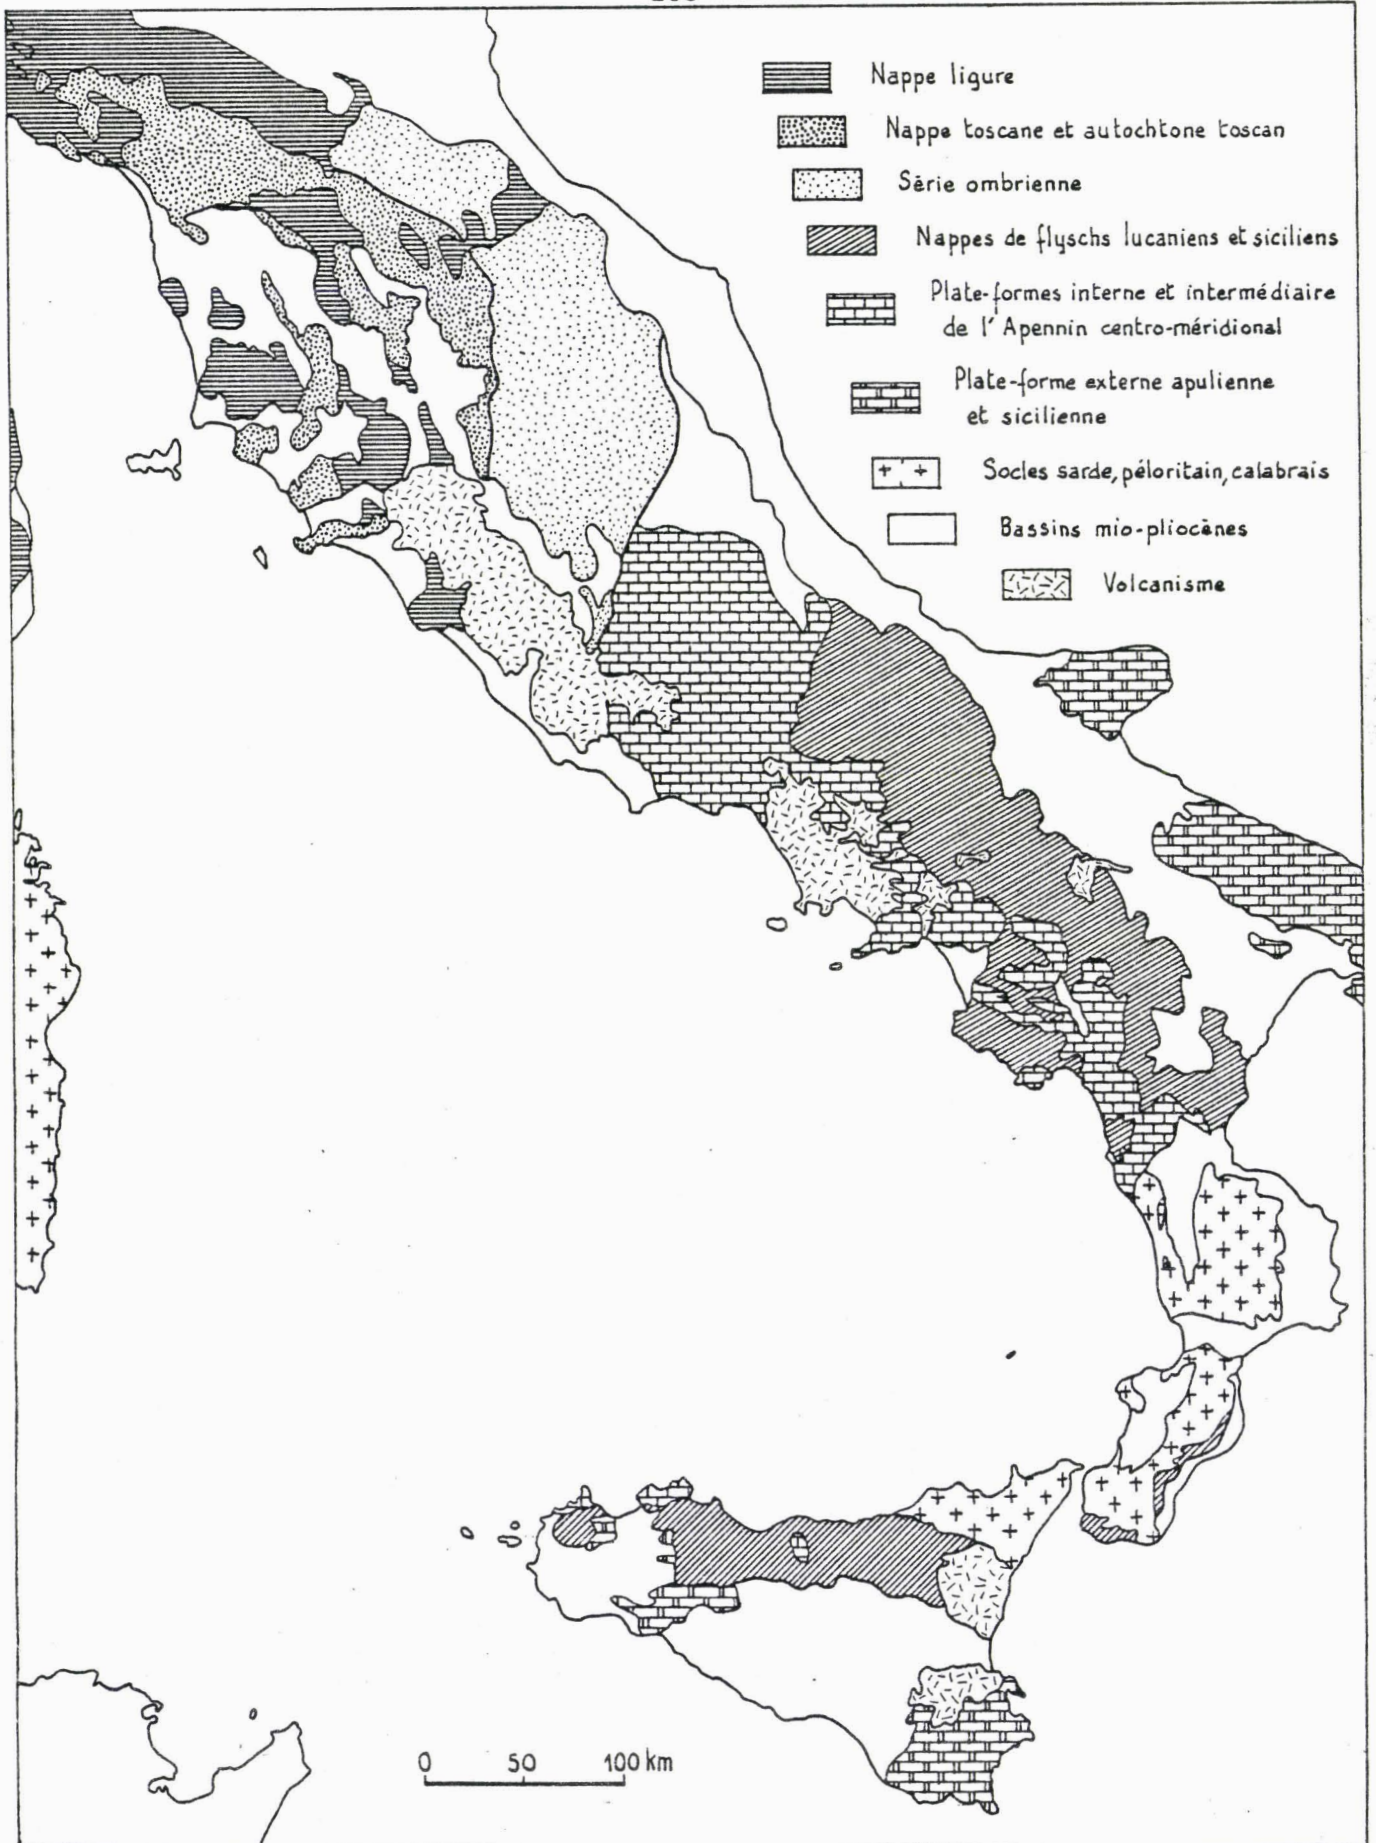 Nappe ligure
Nappe toscane et autochtone toscan
Série ombrienne
Nappes de flyschs lucaniens et siciliens
Plate-formes interne et intermédiaire
de l'Apennin centro-méridional
Plate-forme externe apulienne
et sicilienne
Socles sarde, péloritain, calabrais
Bassins mio-pliocènes
Volcanisme
0 50 100 km